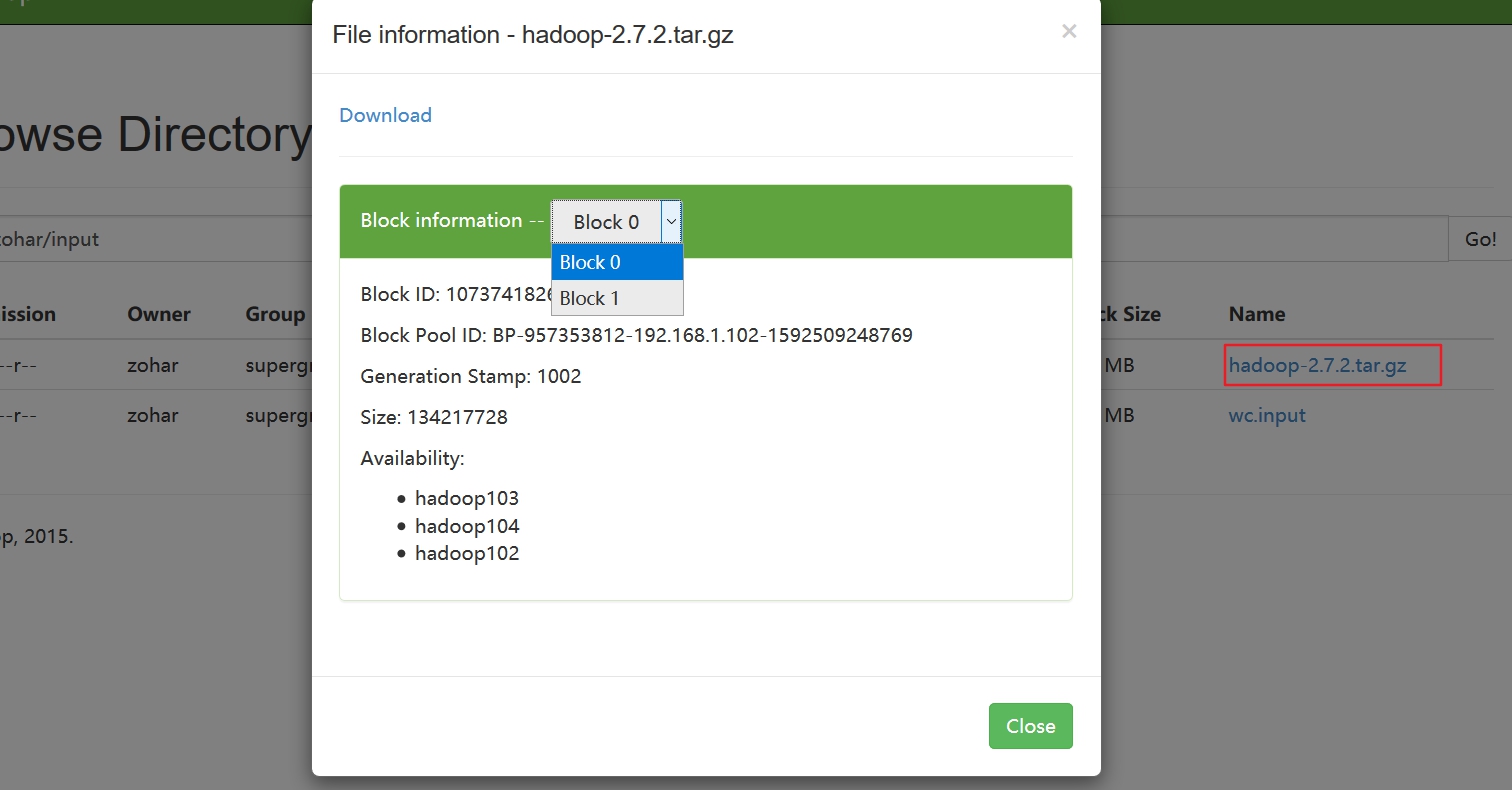 File information - hadoop-2.7.2.tar.gz
×
Download
owse Directory
Block information -- Block 0
Block 0
Block 1
ohar/input
Go!
Block ID: 107374182
Block Pool ID: BP-957353812-192.168.1.102-1592509248769
Generation Stamp: 1002
Size: 134217728
Availability:
hadoop103
hadoop104
hadoop102
ission Owner Group ck Size Name
--r-- zohar supergr MB hadoop-2.7.2.tar.gz
--r-- zohar supergr MB wc.input
p, 2015.
Close